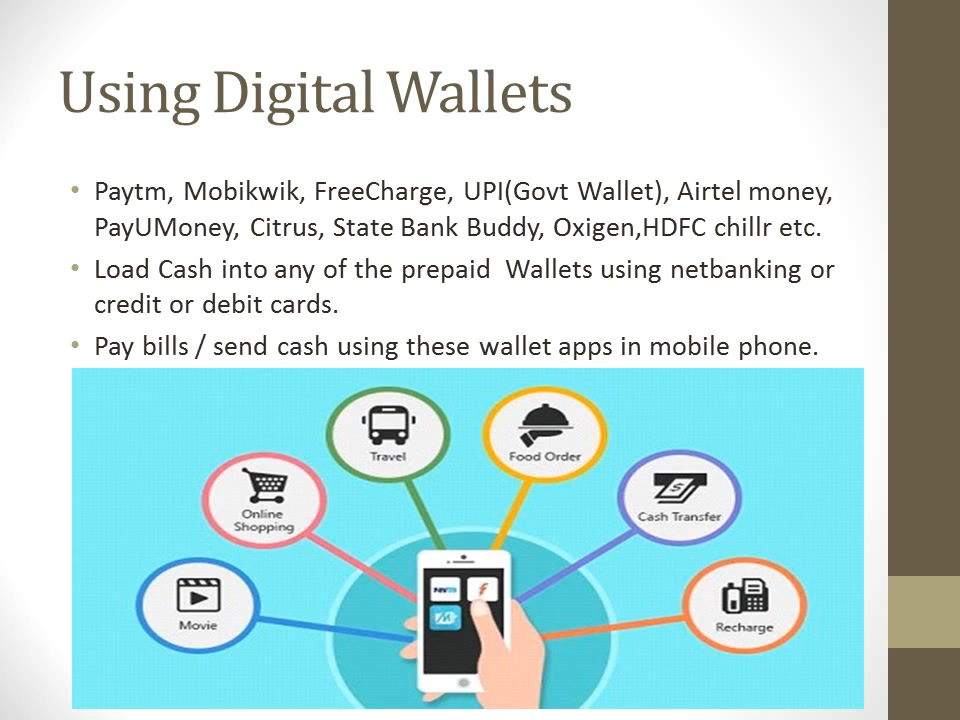 Using Digital Wallets
• Paytm, Mobikwik, FreeCharge, UPI(Govt Wallet), Airtel money,
PayUMoney, Citrus, State Bank Buddy, Oxigen,HDFC chillr etc.
• Load Cash into any of the prepaid  Wallets using netbanking or
credit or debit cards.
• Pay bills / send cash using these wallet apps in mobile phone.
Travel
Food Order
Online
Shopping
Cash Transfer
Movie
Recharge
Paytm